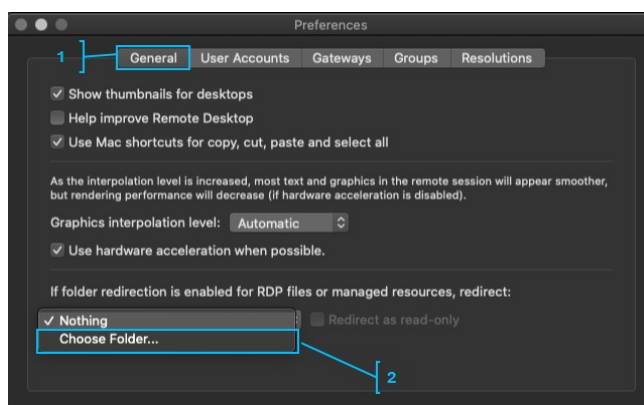 Preferences
1
General User Accounts Gateways Groups Resolutions
Show thumbnails for desktops
Help improve Remote Desktop
Use Mac shortcuts for copy, cut, paste and select all
As the interpolation level is increased, most text and graphics in the remote session will appear smoother,
but rendering performance will decrease (if hardware acceleration is disabled).
Graphics interpolation level: Automatic
Use hardware acceleration when possible.
If folder redirection is enabled for RDP files or managed resources, redirect:
✓ Nothing Redirect as read-only
Choose Folder...
2